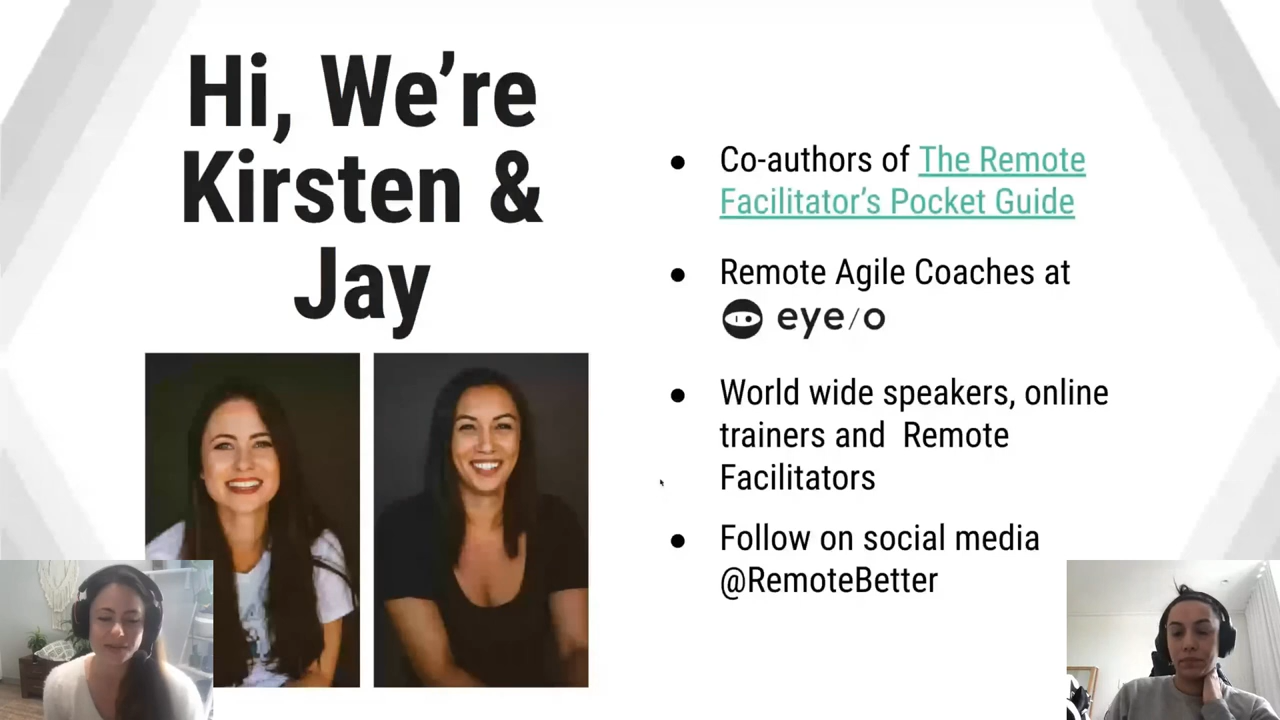 Hi, We’re
Kirsten &
Jay
● Co-authors of The Remote
Facilitator’s Pocket Guide
● Remote Agile Coaches at
eye/o
● World wide speakers, online
trainers and  Remote
Facilitators
● Follow on social media
@RemoteBetter